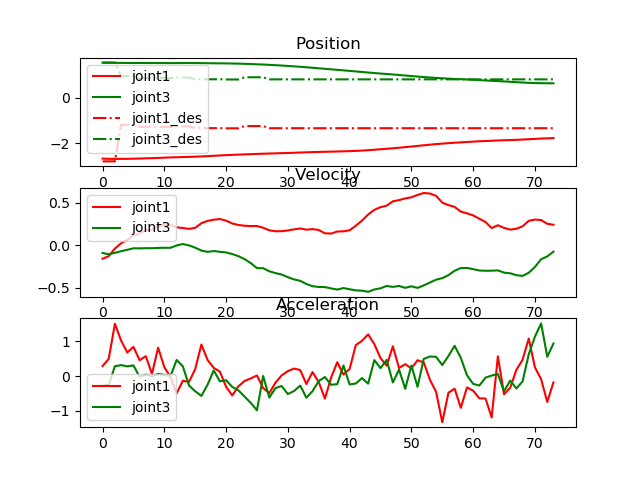 Position
joint1
joint3
joint1_des
joint3_des
0
−2
0 10 20 30 40 50 60 70
Velocity
joint1
joint3
0.5
0.0
−0.5
0 10 20 30 40 50 60 70
Acceleration
joint1
joint3
1
0
−1
0 10 20 30 40 50 60 70